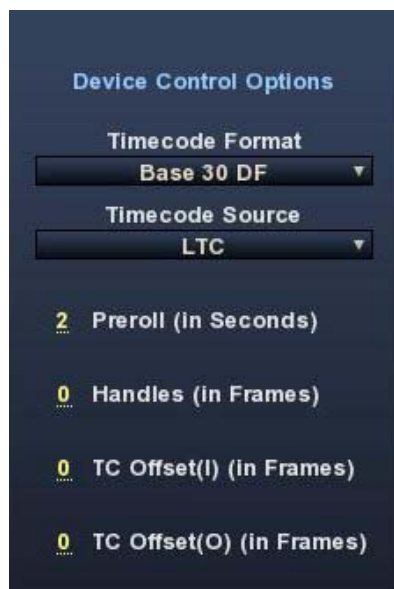 Device Control Options
Timecode Format
Base 30 DF
Timecode Source
LTC
2 Preroll (in Seconds)
0 Handles (in Frames)
0 TC Offset(I) (in Frames)
0 TC Offset(O) (in Frames)